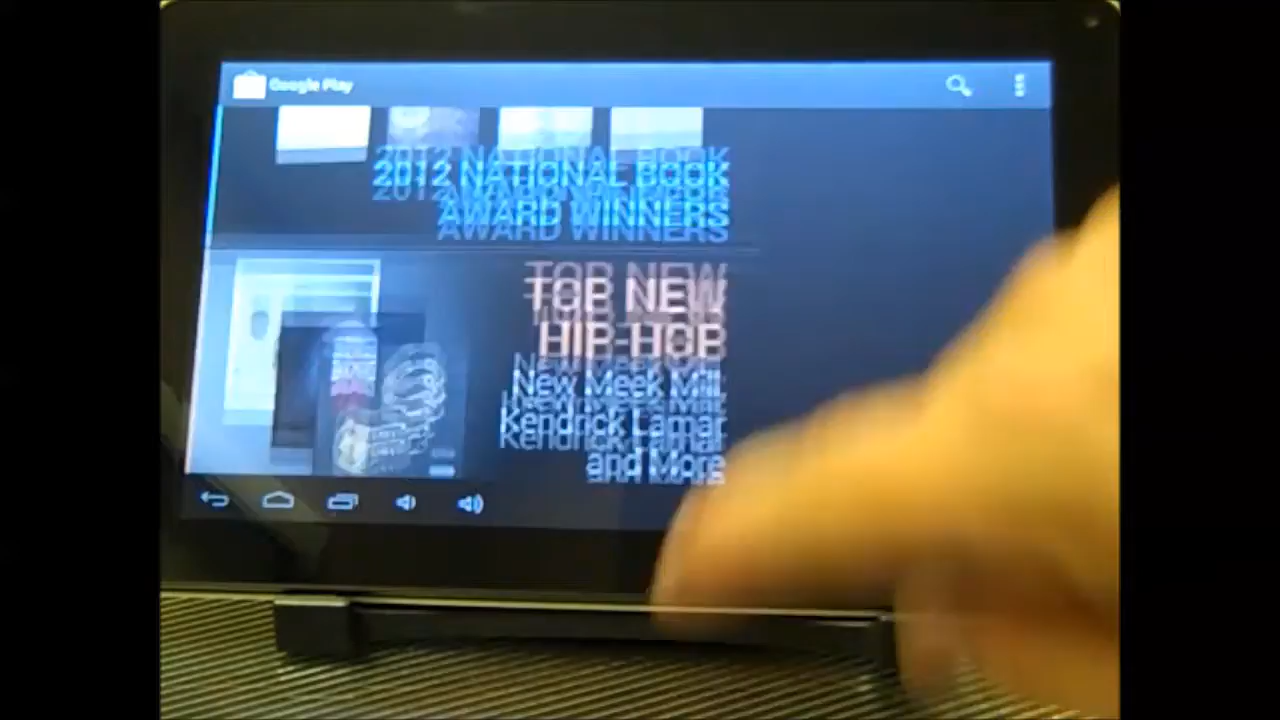 Google Play
2012 NATIONAL BOOK
AWARD WINNERS
TOP NEW
HIP-HOP
New Meek Mill,
Kendrick Lamar
and More